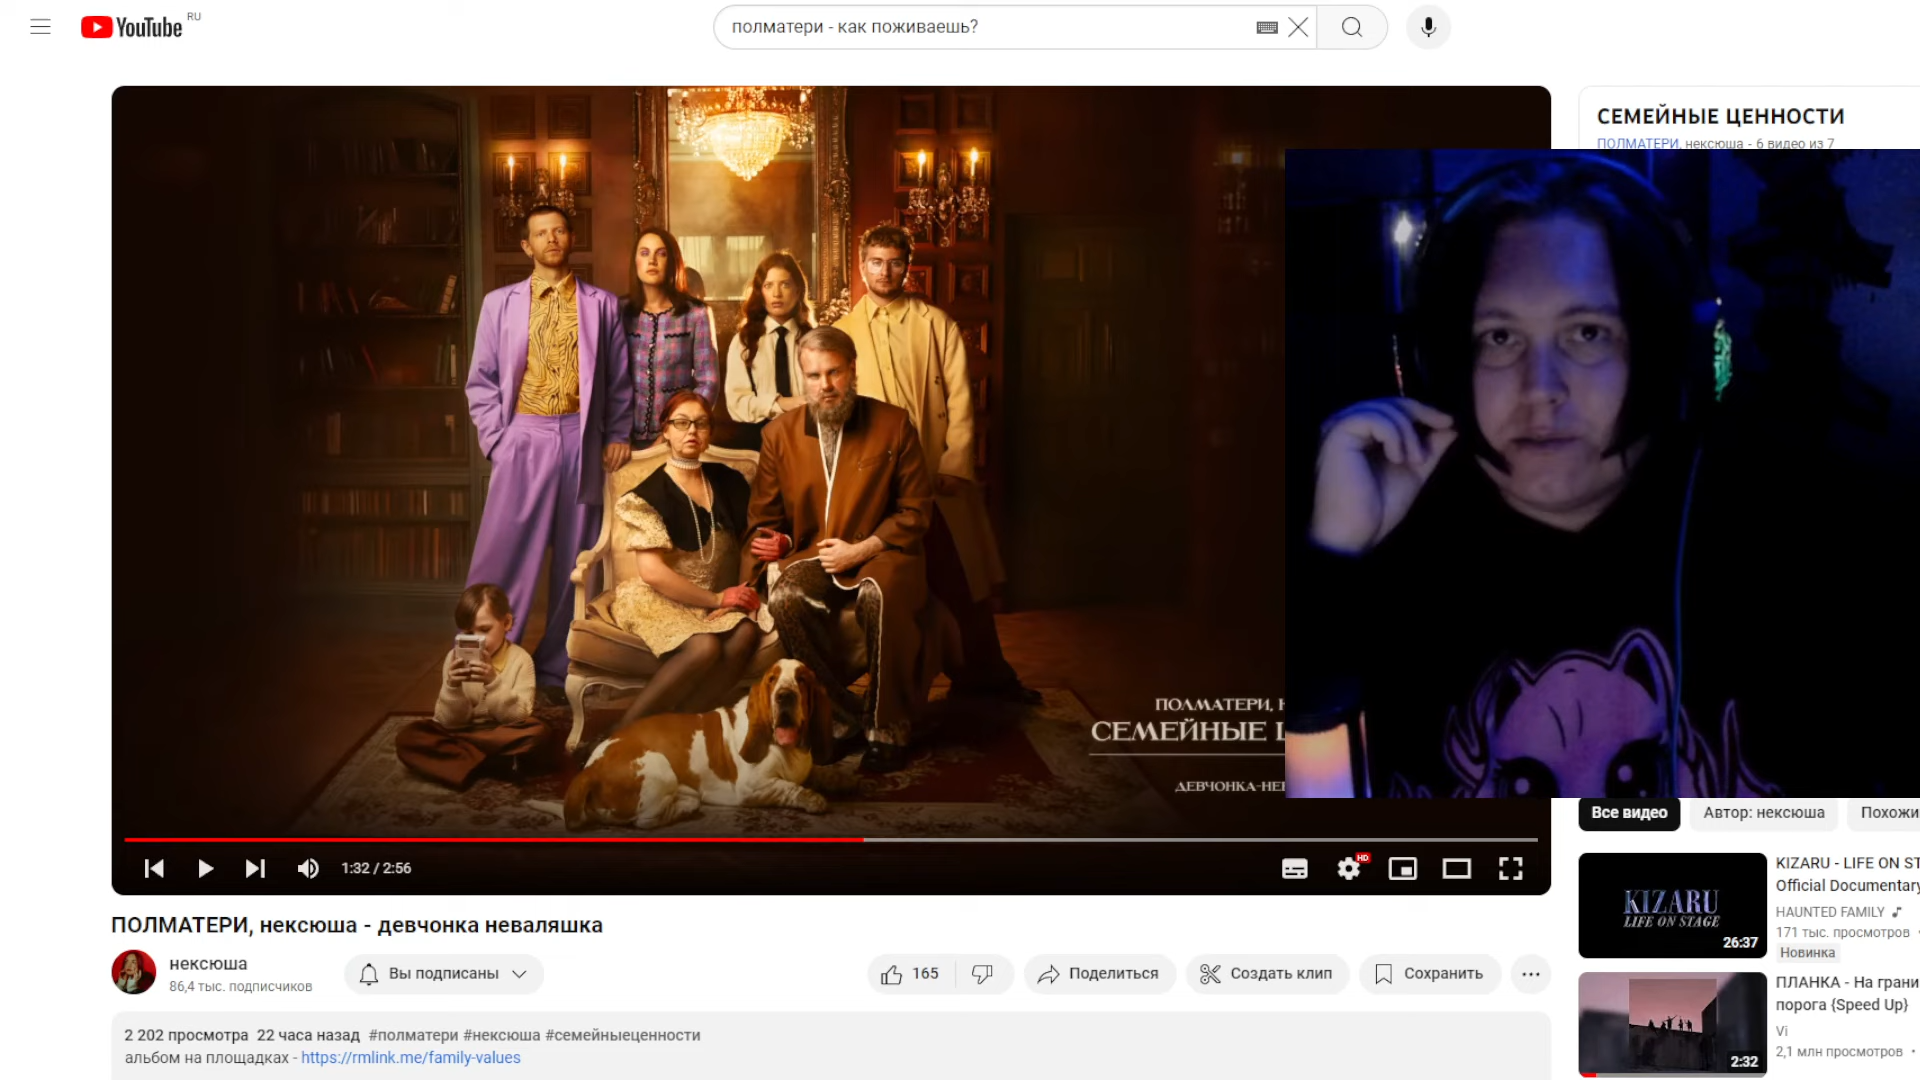 YouTube RU
полматери - как поживаешь?
СЕМЕЙНЫЕ ЦЕННОСТИ
ПОЛМАТЕРИ, нексюша - 6 видео из 7
ПОЛМАТЕРИ,
СЕМЕЙНЫЕ
ДЕВЧОНКА-НЕ
1:32 / 2:56
HD
ПОЛМАТЕРИ, нексюша - девчонка неваляшка
нексюша
86,4 тыс. подписчиков
Вы подписаны
165
Поделиться
Создать клип
Сохранить
2 202 просмотра 22 часа назад #полматери #нексюша #семейныеценности
альбом на площадках - https://rmlink.me/family-values
Все видео
Автор: нексюша
Похожи
KIZARU
LIFE ON STAGE
26:37
KIZARU - LIFE ON ST
Official Documentary
HAUNTED FAMILY
171 тыс. просмотров
Новинка
2:32
ПЛАНКА - На грани
порога {Speed Up}
Vi
2,1 млн просмотров